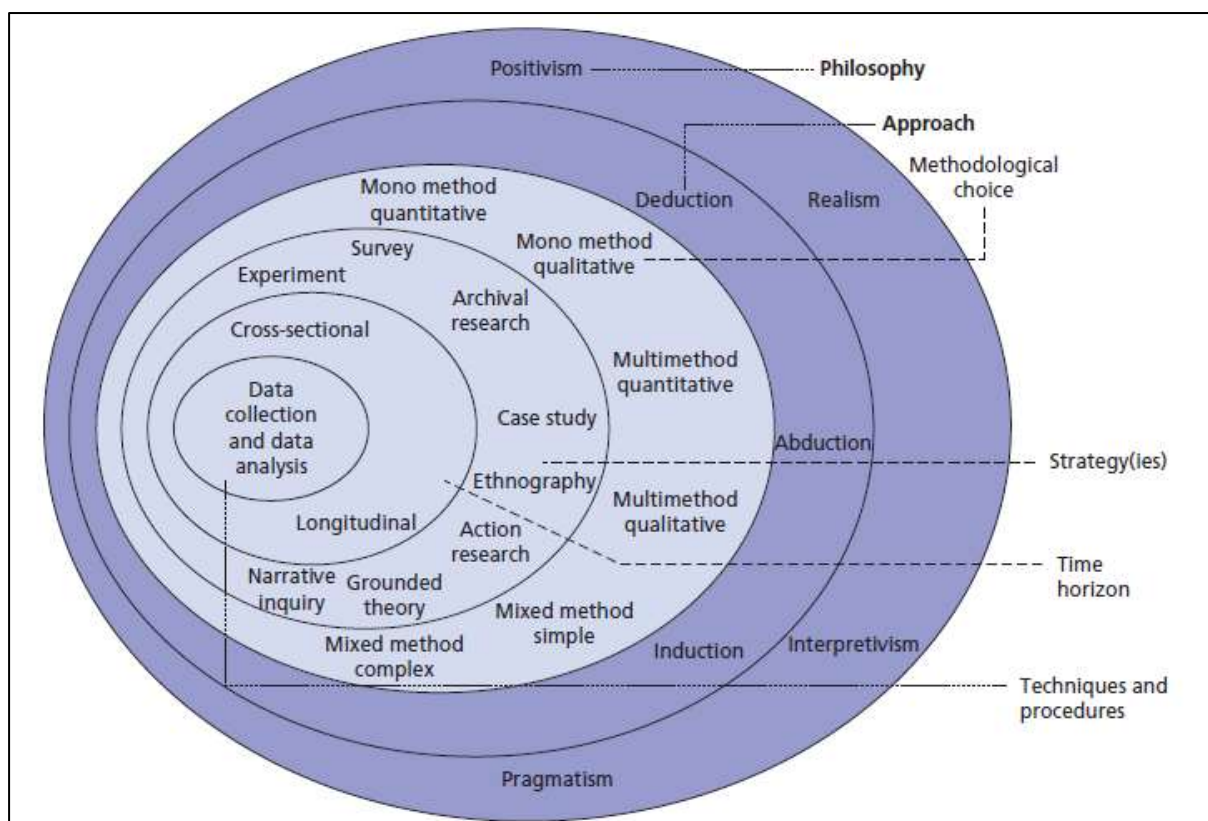 Positivism
Philosophy
Approach
Methodological
choice
Mono method
quantitative
Deduction
Realism
Survey
Mono method
qualitative
Experiment
Archival
research
Cross-sectional
Multimethod
quantitative
Data
collection
and data
analysis
Case study
Abduction
Strategy(ies)
Ethnography
Multimethod
qualitative
Longitudinal
Action
research
Time
horizon
Narrative
inquiry
Grounded
theory
Mixed method
simple
Mixed method
complex
Induction
Interpretivism
Techniques and
procedures
Pragmatism